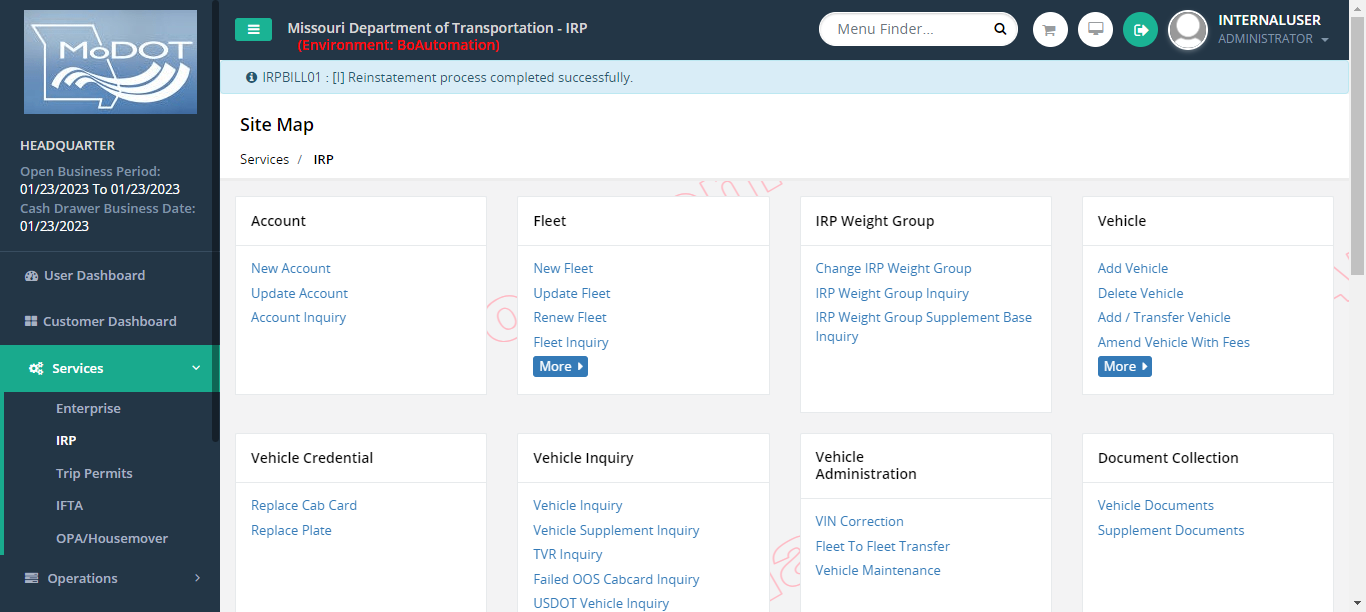 MoDOT
HEADQUARTER
Open Business Period:
01/23/2023 To 01/23/2023
Cash Drawer Business Date:
01/23/2023
User Dashboard
Customer Dashboard
Services
Enterprise
IRP
Trip Permits
IFTA
OPA/Housemover
Operations
Missouri Department of Transportation - IRP
(Environment: BoAutomation)
Menu Finder...
INTERNALUSER
ADMINISTRATOR
IRPBILL01 : [I] Reinstatement process completed successfully.
Site Map
Services / IRP
Account
New Account
Update Account
Account Inquiry
Fleet
New Fleet
Update Fleet
Renew Fleet
Fleet Inquiry
More
IRP Weight Group
Change IRP Weight Group
IRP Weight Group Inquiry
IRP Weight Group Supplement Base
Inquiry
Vehicle
Add Vehicle
Delete Vehicle
Add / Transfer Vehicle
Amend Vehicle With Fees
More
Vehicle Credential
Replace Cab Card
Replace Plate
Vehicle Inquiry
Vehicle Inquiry
Vehicle Supplement Inquiry
TVR Inquiry
Failed OOS Cabcard Inquiry
USDOT Vehicle Inquiry
Vehicle
Administration
VIN Correction
Fleet To Fleet Transfer
Vehicle Maintenance
Document Collection
Vehicle Documents
Supplement Documents